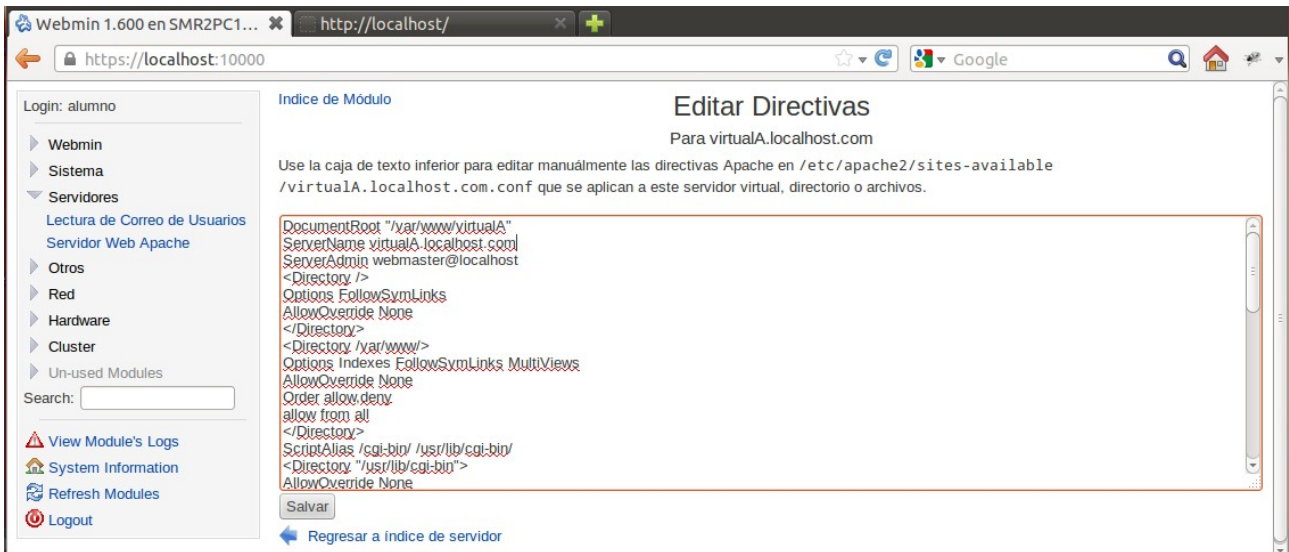 Webmin 1.600 en SMR2PC1...
http://localhost/
https://localhost:10000
Google
Login: alumno
Webmin
Sistema
Servidores
Lectura de Correo de Usuarios
Servidor Web Apache
Otros
Red
Hardware
Cluster
Un-used Modules
Search:
View Module's Logs
System Information
Refresh Modules
Logout
Indice de Módulo
Editar Directivas
Para virtualA.localhost.com
Use la caja de texto inferior para editar manuálmente las directivas Apache en /etc/apache2/sites-available
/virtualA.localhost.com.conf que se aplican a este servidor virtual, directorio o archivos.
DocumentRoot "/var/www/virtualA"
ServerName virtualA.localhost.com
ServerAdmin webmaster@localhost
<Directory />
Options FollowSymLinks
AllowOverride None
</Directory>
<Directory /var/www/>
Options Indexes FollowSymLinks MultiViews
AllowOverride None
Order allow,deny
allow from all
</Directory>
ScriptAlias /cgi-bin/ /usr/lib/cgi-bin/
<Directory "/usr/lib/cgi-bin">
AllowOverride None
Salvar
Regresar a índice de servidor